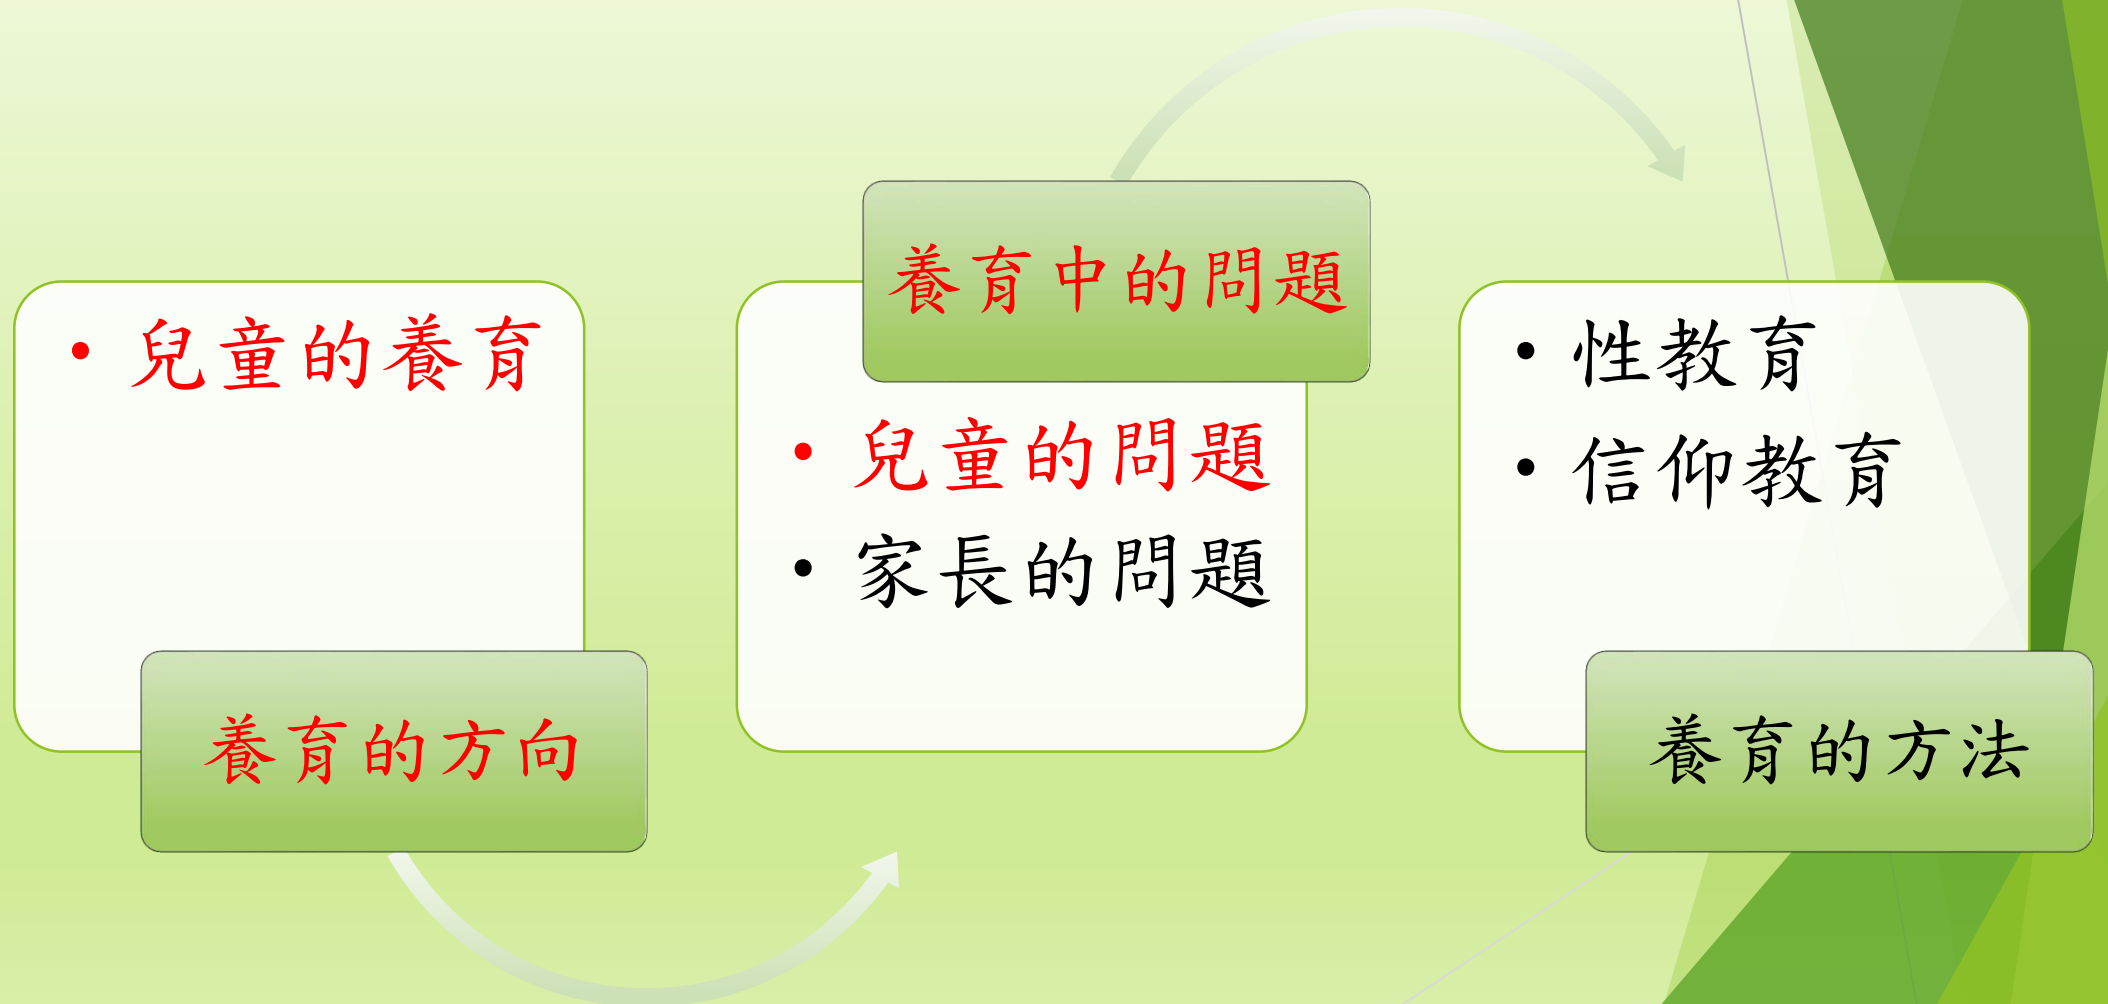 兒童的養育
養育的方向
養育中的問題
兒童的問題
家長的問題
性教育
信仰教育
養育的方法